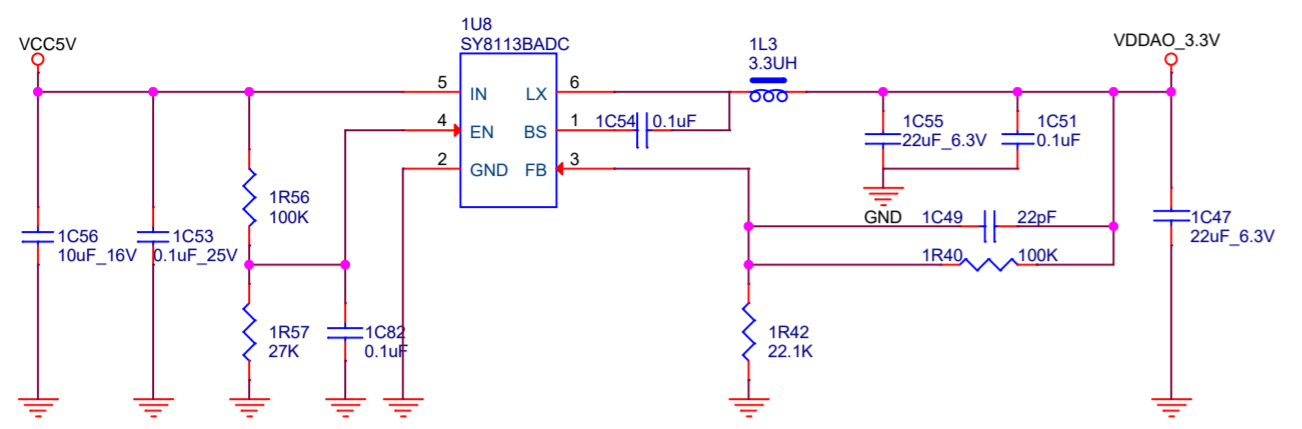 VCC5V
1U8
SY8113BADC
1L3
3.3UH
VDDAO_3.3V
5
IN
LX
6
4
EN
BS
1
1C54
0.1uF
2
GND
FB
3
1C55
22uF_6.3V
1C51
0.1uF
1R56
100K
GND
1C49
22pF
1C47
22uF_6.3V
1C56
10uF_16V
1C53
0.1uF_25V
1R40
100K
1R57
27K
1C82
0.1uF
1R42
22.1K